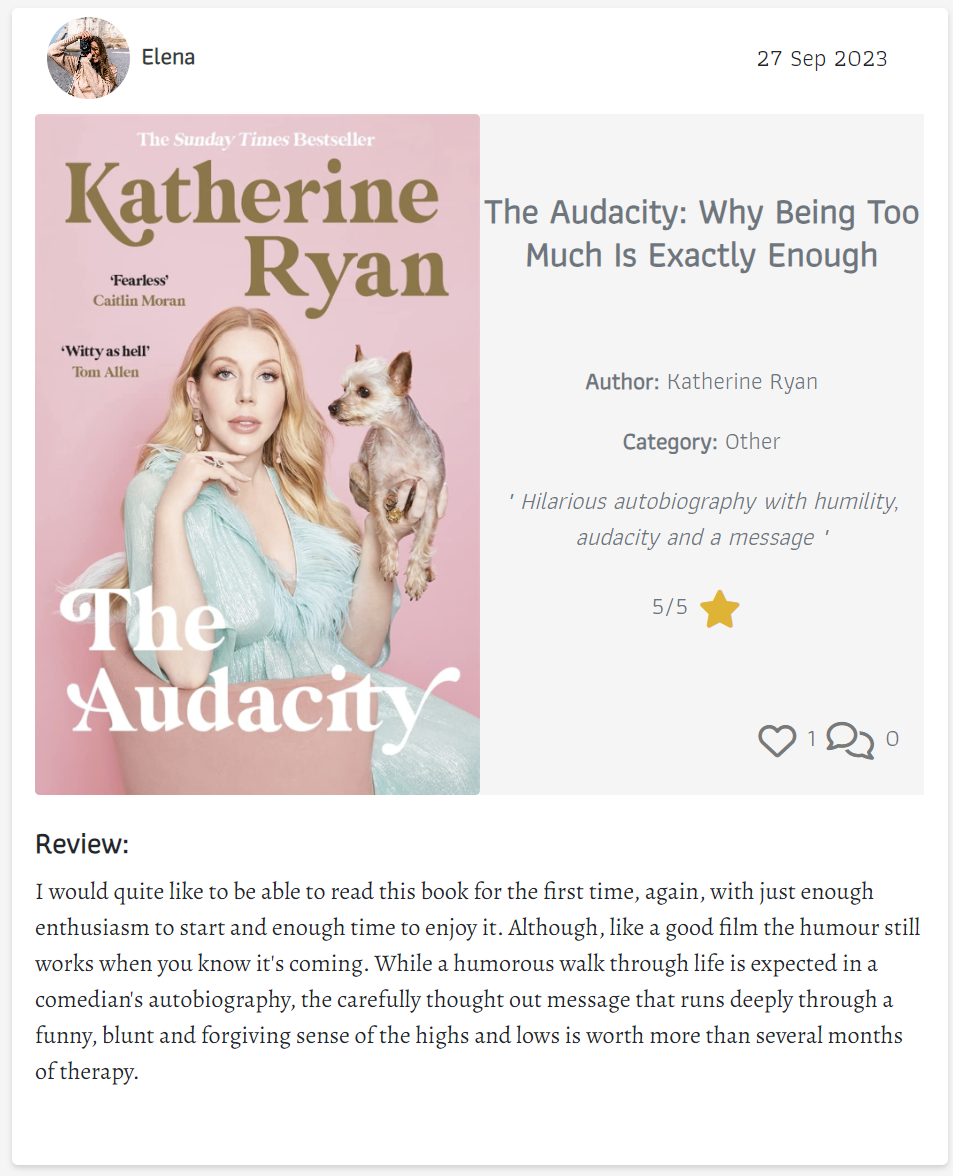 Elena
27 Sep 2023
The Sunday Times Bestseller
Katherine
Ryan
'Fearless'
Caitlin Moran
'Witty as hell'
Tom Allen
The
Audacity
The Audacity: Why Being Too
Much Is Exactly Enough
Author: Katherine Ryan
Category: Other
' Hilarious autobiography with humility,
audacity and a message '
5/5
1 0
Review:
I would quite like to be able to read this book for the first time, again, with just enough
enthusiasm to start and enough time to enjoy it. Although, like a good film the humour still
works when you know it's coming. While a humorous walk through life is expected in a
comedian's autobiography, the carefully thought out message that runs deeply through a
funny, blunt and forgiving sense of the highs and lows is worth more than several months
of therapy.